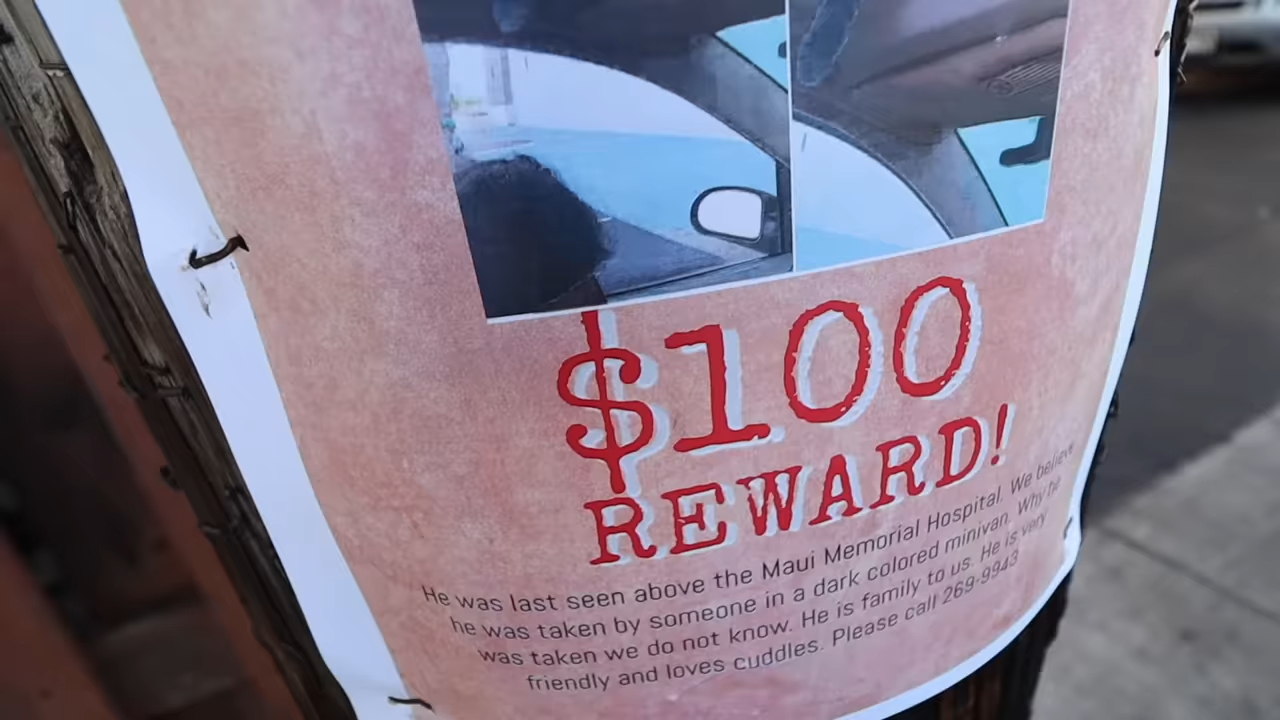 $100
REWARD!
He was last seen above the Maui Memorial Hospital. We believe
he was taken by someone in a dark colored minivan. Why he
was taken we do not know. He is family to us. He is very
friendly and loves cuddles. Please call 269-9943